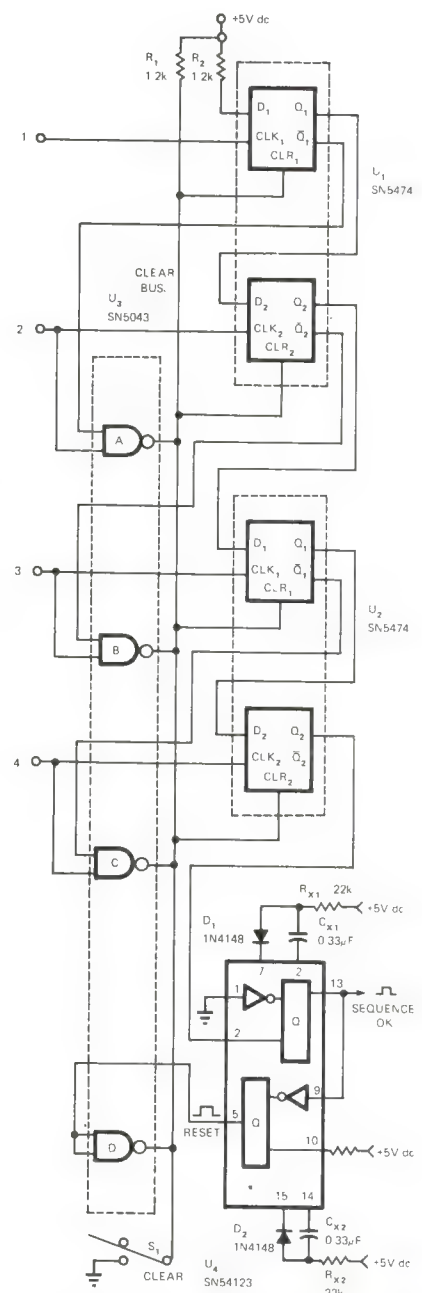 +5V dc
R1 R2
1.2k 1.2k
D1 Q1
1
CLK1 Q̄1
CLR1
U1
SN5474
CLEAR
BUS.
U3
SN5043
D2 Q2
2
CLK2 Q̄2
CLR2
A
D1 Q1
3
CLK1 Q̄1
CLR1
U2
SN5474
B
D2 Q2
4
CLK2 Q̄2
CLR2
C
RX1 22k
+5V dc
D1
1N4148
CX1
0.33µF
7 2
1
Q
13
SEQUENCE
OK
2
9
5
Q
RESET
10
+5V dc
D
15 14
D2
1N4148
CX2
0.33µF
S1
CLEAR
U4
SN54123
+5V dc
RX2